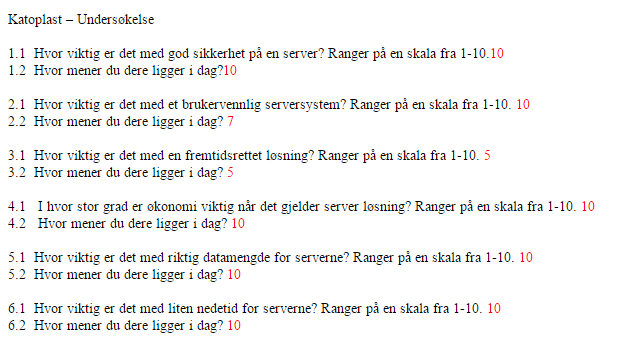 Katoplast – Undersøkelse
1.1 Hvor viktig er det med god sikkerhet på en server? Ranger på en skala fra 1-10.10
1.2 Hvor mener du dere ligger i dag?10
2.1 Hvor viktig er det med et brukervennlig serversystem? Ranger på en skala fra 1-10. 10
2.2 Hvor mener du dere ligger i dag? 7
3.1 Hvor viktig er det med en fremtidsrettet løsning? Ranger på en skala fra 1-10. 5
3.2 Hvor mener du dere ligger i dag? 5
4.1 I hvor stor grad er økonomi viktig når det gjelder server løsning? Ranger på en skala fra 1-10. 10
4.2 Hvor mener du dere ligger i dag? 10
5.1 Hvor viktig er det med riktig datamengde for serverne? Ranger på en skala fra 1-10. 10
5.2 Hvor mener du dere ligger i dag? 10
6.1 Hvor viktig er det med liten nedetid for serverne? Ranger på en skala fra 1-10. 10
6.2 Hvor mener du dere ligger i dag? 10